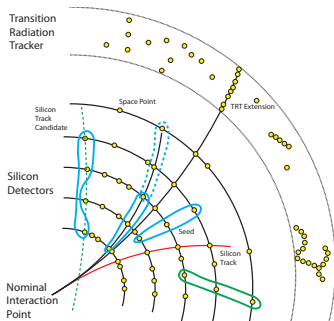 Transition
Radiation
Tracker
Space Point
TRT Extension
Silicon
Track
Candidate
Silicon
Detectors
Seed
Silicon
Track
Nominal
Interaction
Point